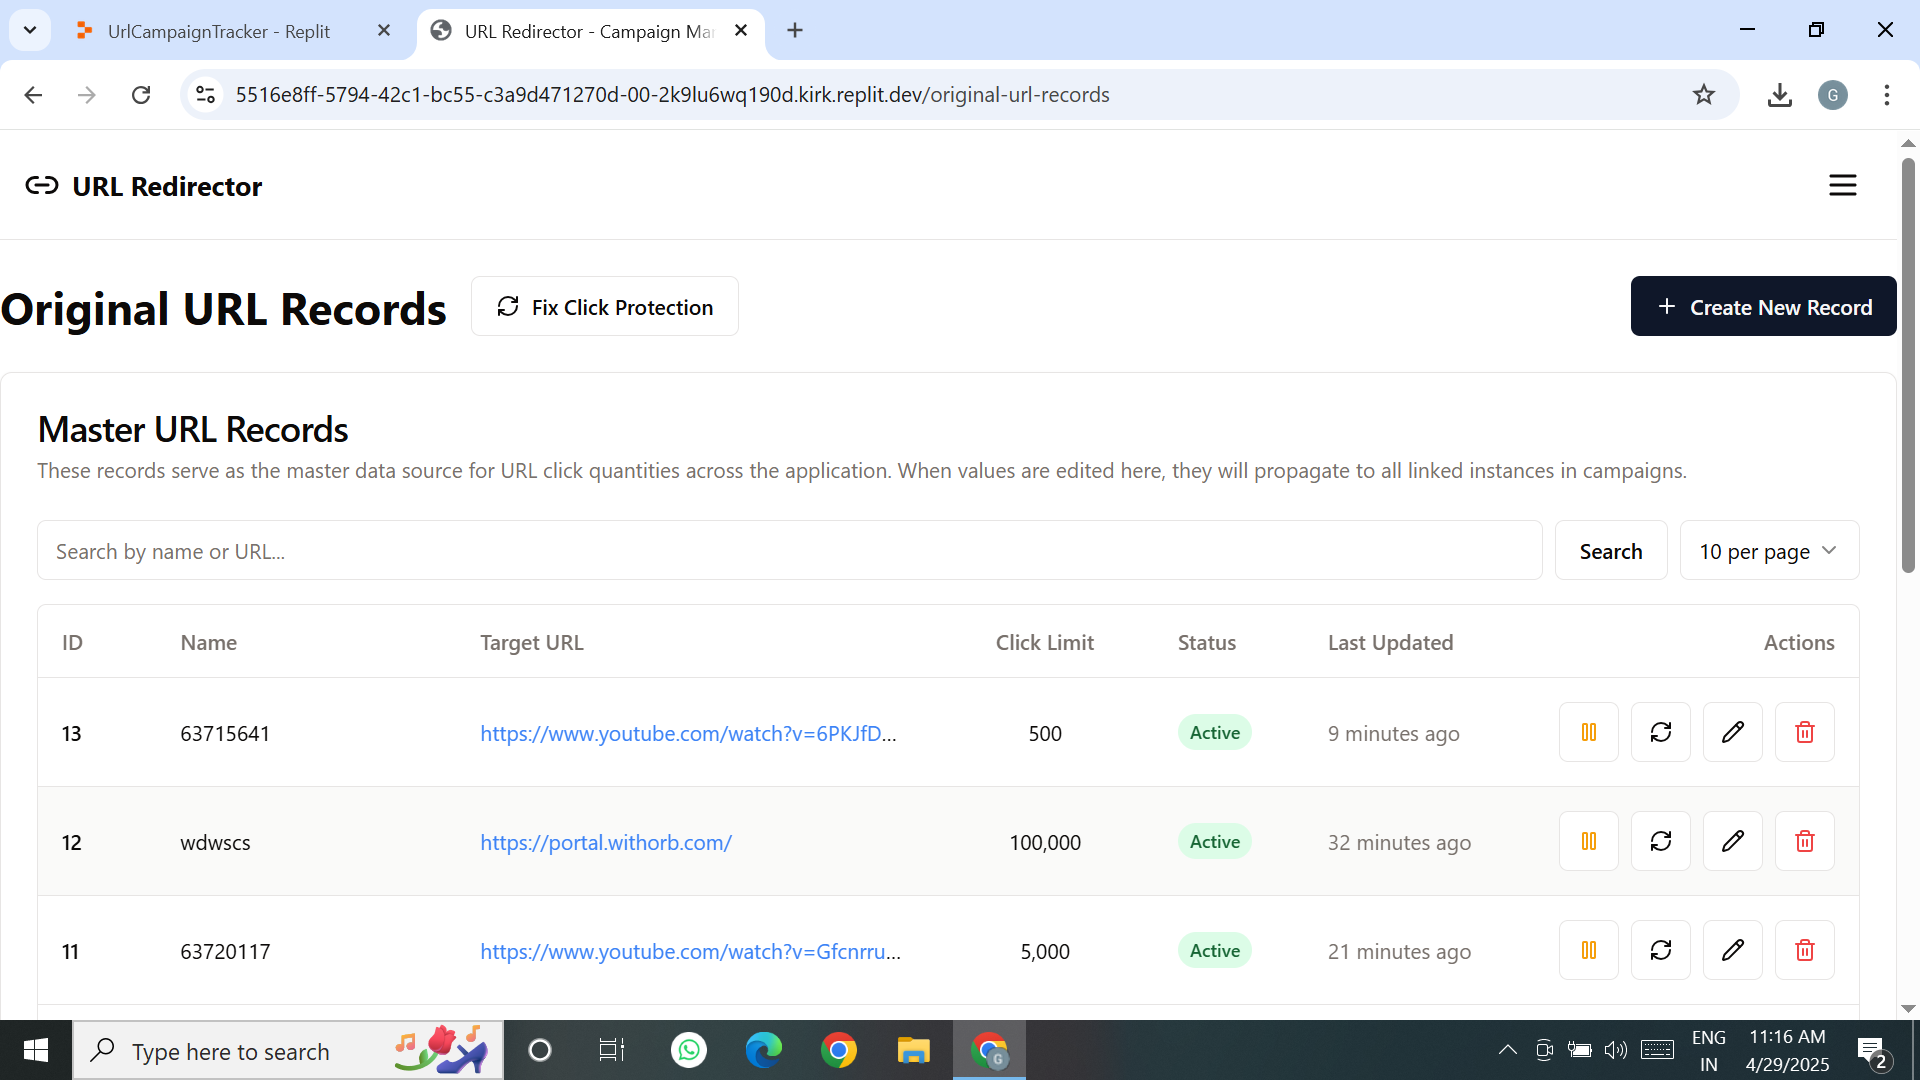 UrlCampaignTracker - Replit
URL Redirector - Campaign Ma
5516e8ff-5794-42c1-bc55-c3a9d471270d-00-2k9lu6wq190d.kirk.replit.dev/original-url-records
G
URL Redirector
Original URL Records
Fix Click Protection
Create New Record
Master URL Records
These records serve as the master data source for URL click quantities across the application. When values are edited here, they will propagate to all linked instances in campaigns.
Search by name or URL...
Search
10 per page
ID Name Target URL Click Limit Status Last Updated Actions
13 63715641 https://www.youtube.com/watch?v=6PKJfD... 500 Active 9 minutes ago
12 wdwscs https://portal.withorb.com/ 100,000 Active 32 minutes ago
11 63720117 https://www.youtube.com/watch?v=Gfcnrru... 5,000 Active 21 minutes ago
Type here to search
G
ENG
IN
11:16 AM
4/29/2025
2